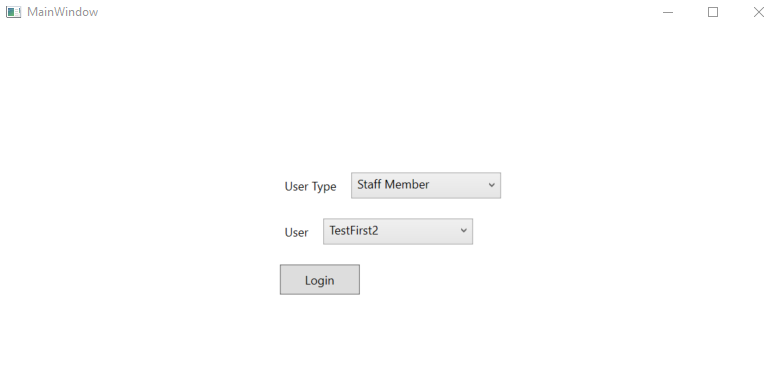 MainWindow
User Type Staff Member
User TestFirst2
Login